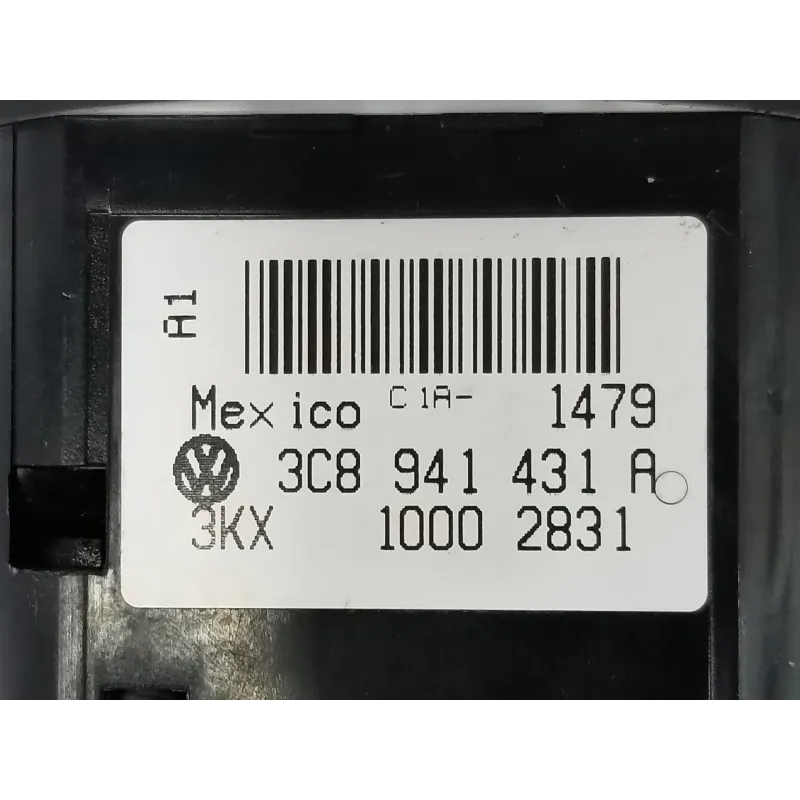 A1
Mexico C1A- 1479
3C8 941 431 A
3KX 1000 2831